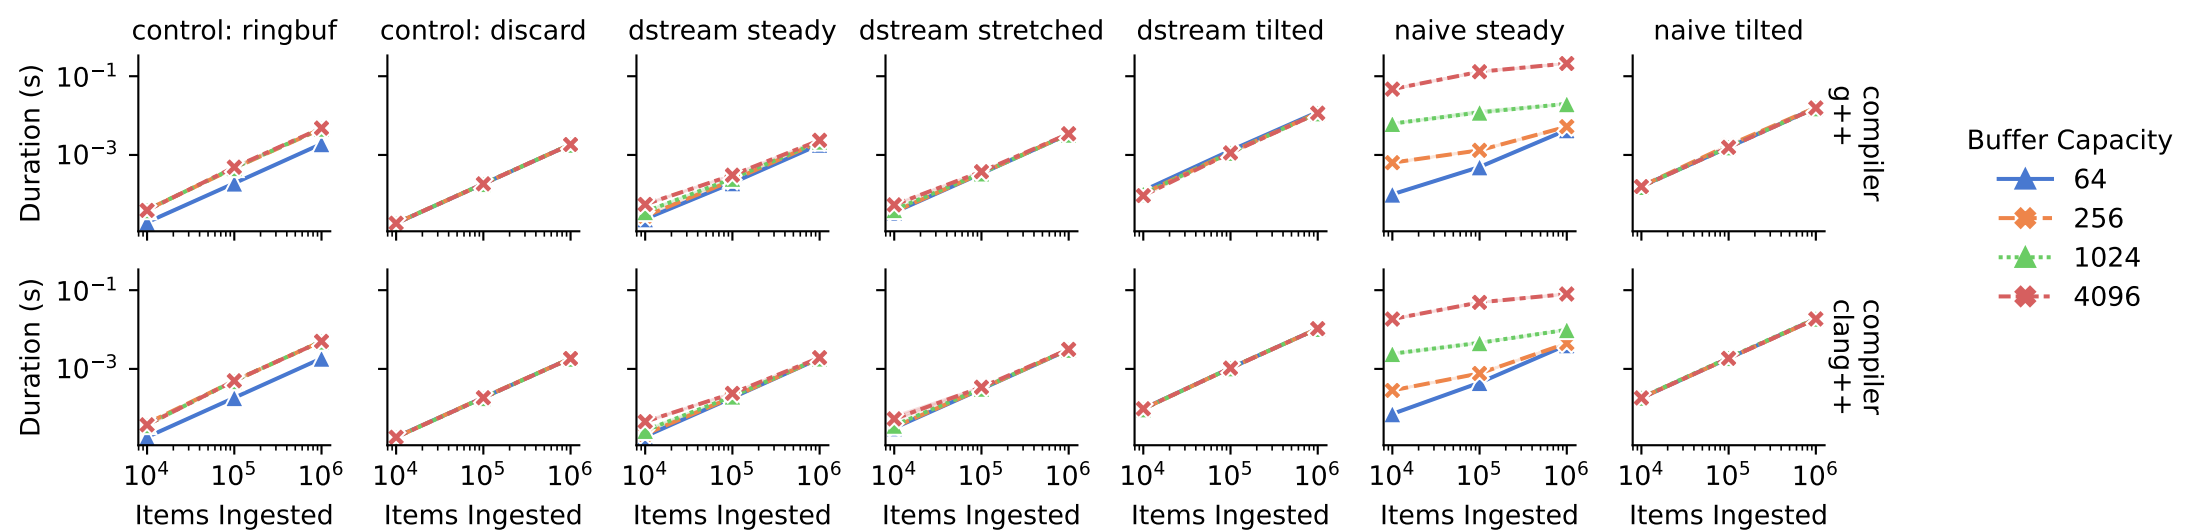 control: ringbuf
control: discard
dstream steady
dstream stretched
dstream tilted
naive steady
naive tilted
Duration (s)
10⁻¹
10⁻³
compiler
g++
Duration (s)
10⁻¹
10⁻³
compiler
clang++
10⁴ 10⁵ 10⁶
10⁴ 10⁵ 10⁶
10⁴ 10⁵ 10⁶
10⁴ 10⁵ 10⁶
10⁴ 10⁵ 10⁶
10⁴ 10⁵ 10⁶
10⁴ 10⁵ 10⁶
Items Ingested
Items Ingested
Items Ingested
Items Ingested
Items Ingested
Items Ingested
Items Ingested
Buffer Capacity
64
256
1024
4096